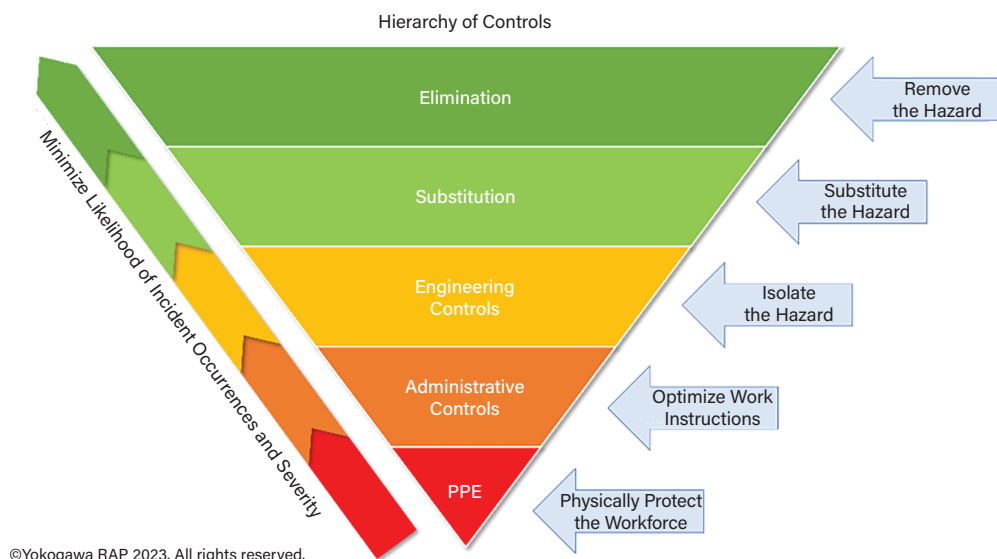 Hierarchy of Controls
Elimination
Remove
the Hazard
Substitution
Substitute
the Hazard
Engineering
Controls
Isolate
the Hazard
Administrative
Controls
Optimize Work
Instructions
PPE
Physically Protect
the Workforce
Minimize Likelihood of Incident Occurrences and Severity
©Yokogawa RAP 2023. All rights reserved.